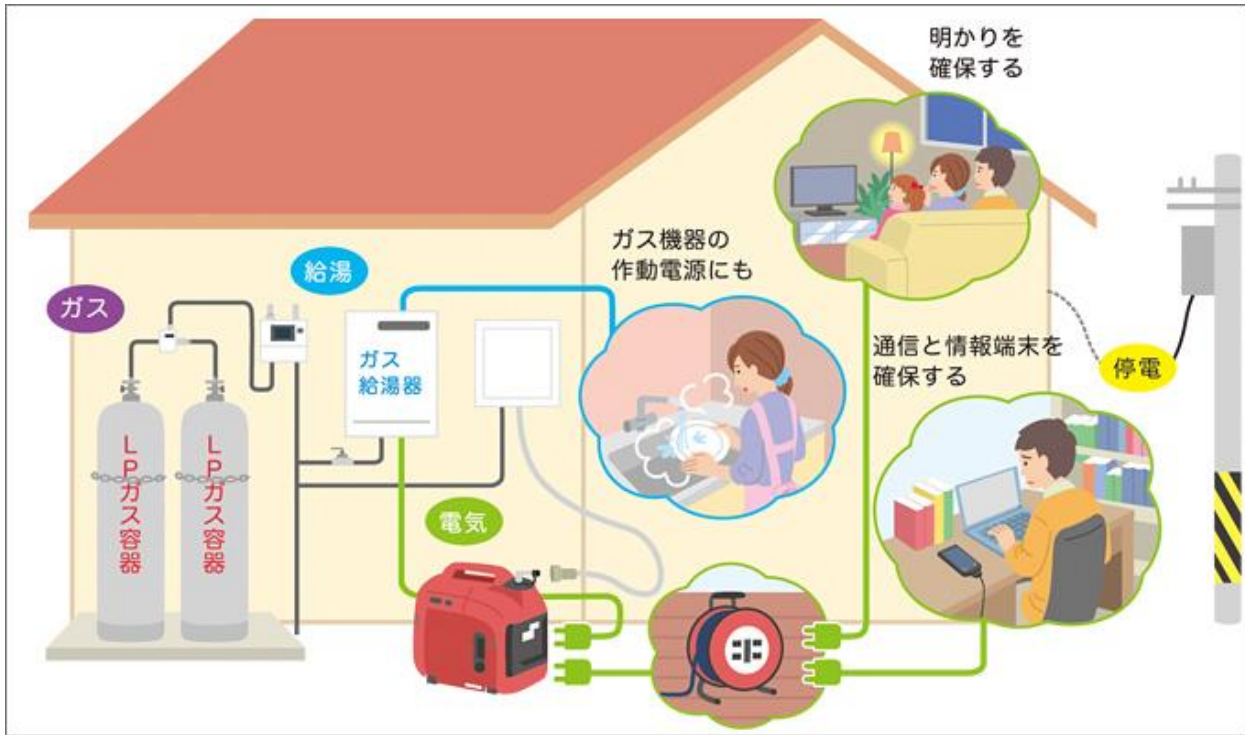 明かりを
確保する
ガス機器の
作動電源にも
給湯
ガス
ガス
給湯器
通信と情報端末を
確保する
停電
LPガス容器
LPガス容器
電気